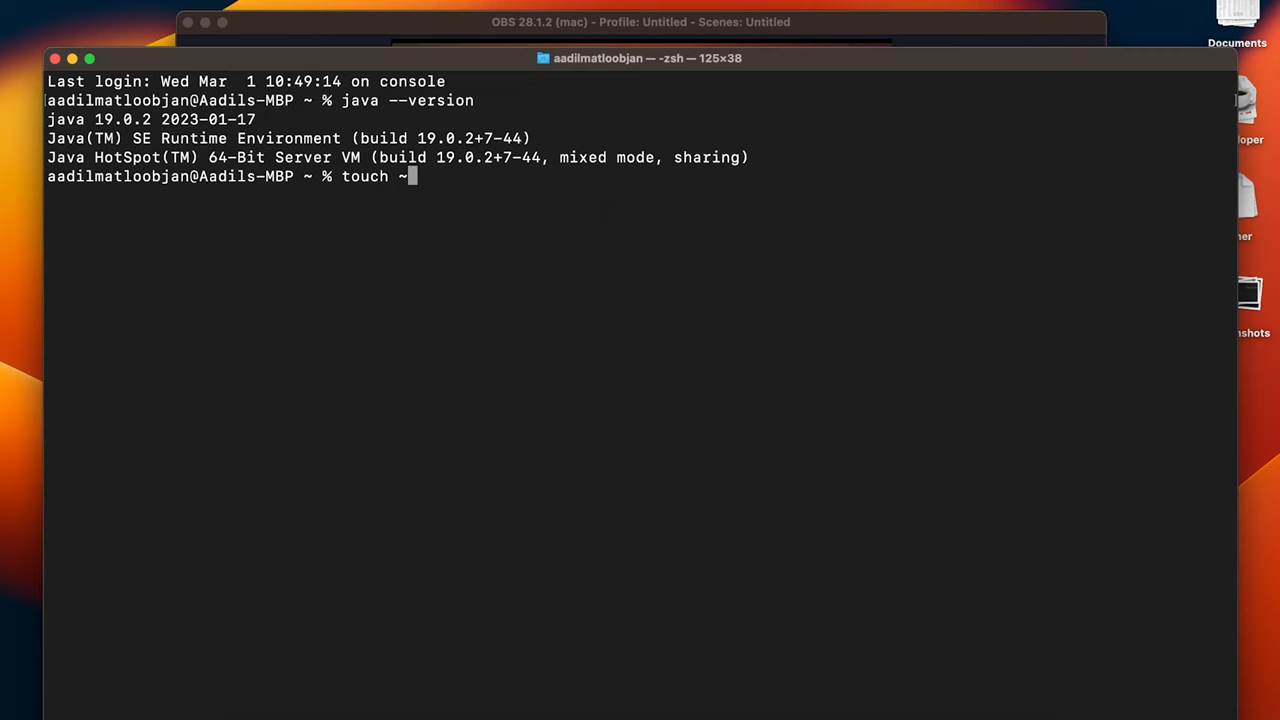 OBS 28.1.2 (mac) - Profile: Untitled - Scenes: Untitled
Documents
aadilmatloobjan — -zsh — 125×38
Last login: Wed Mar  1 10:49:14 on console
aadilmatloobjan@Aadils-MBP ~ % java --version
java 19.0.2 2023-01-17
Java(TM) SE Runtime Environment (build 19.0.2+7-44)
Java HotSpot(TM) 64-Bit Server VM (build 19.0.2+7-44, mixed mode, sharing)
aadilmatloobjan@Aadils-MBP ~ % touch ~